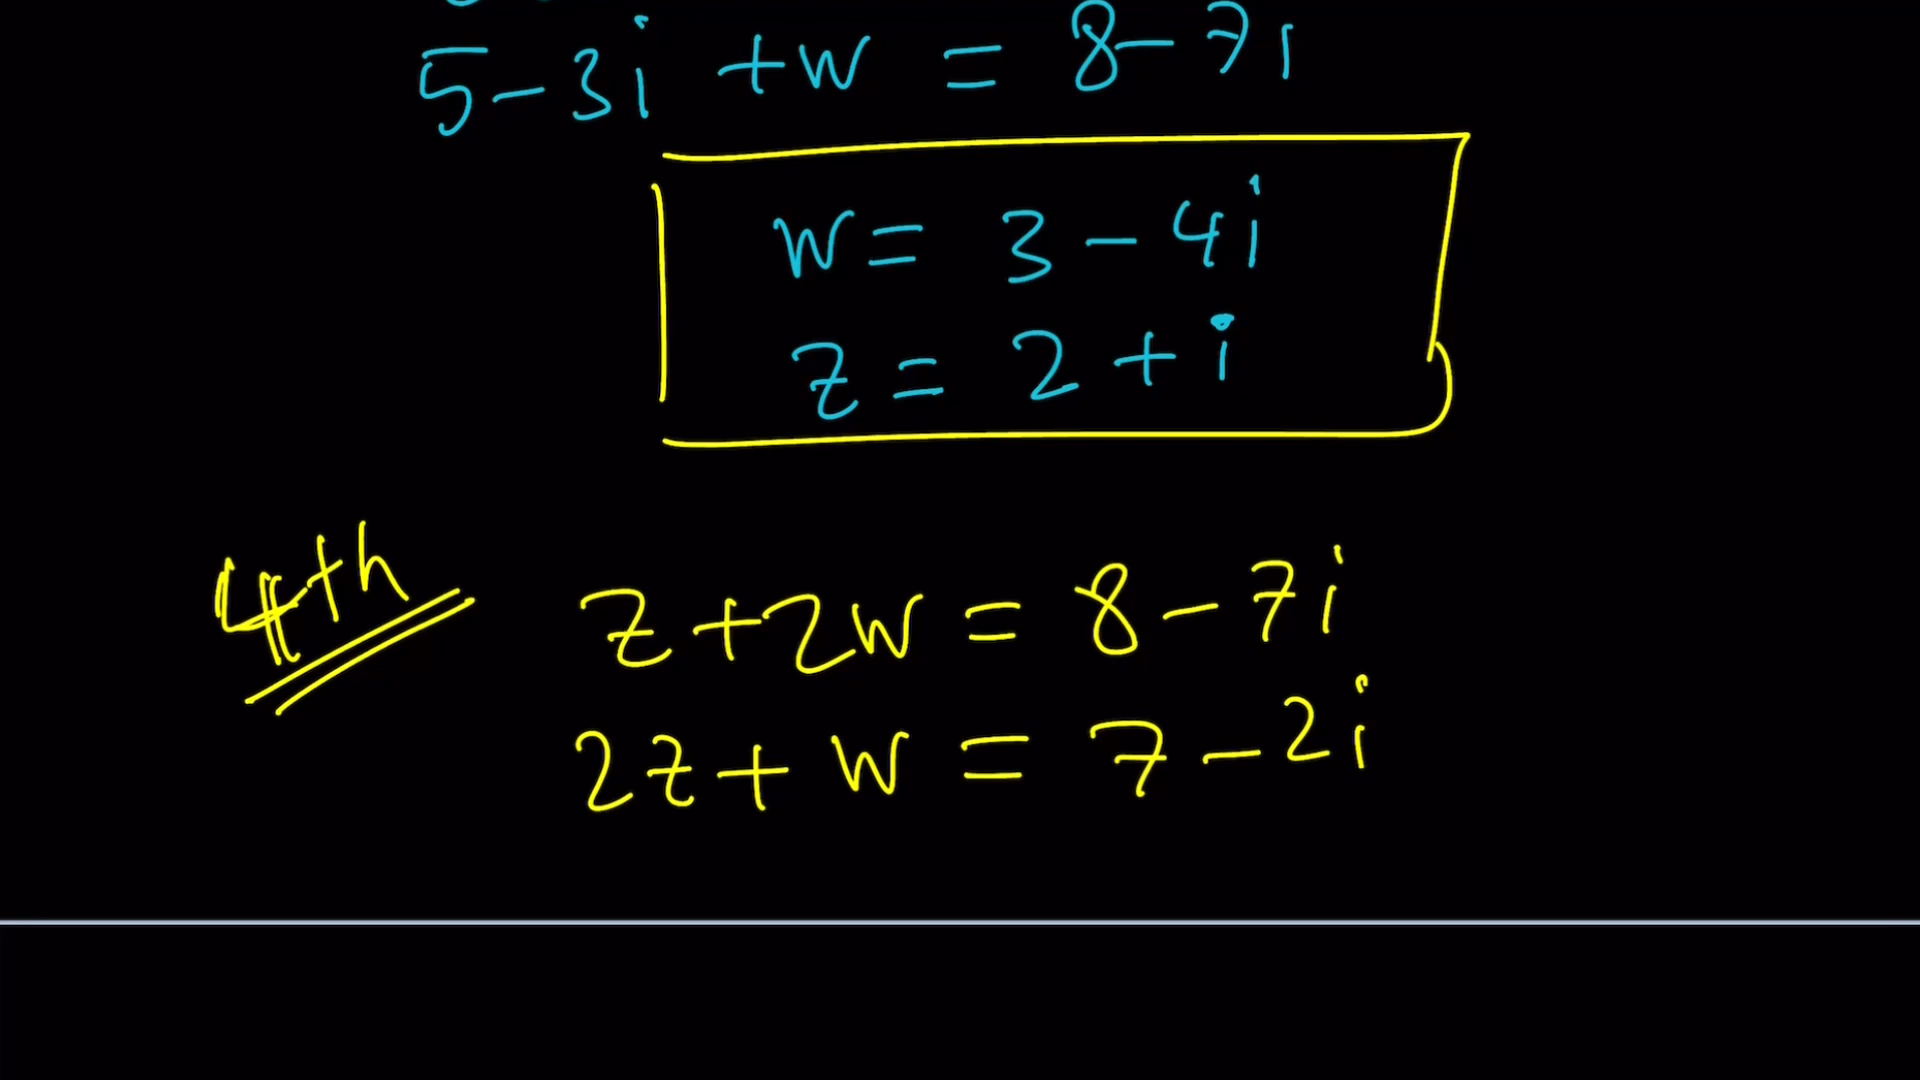 5-3i +w = 8-7i
w= 3-4i
z= 2+i
4th
z+2w = 8-7i
2z+w = 7-2i